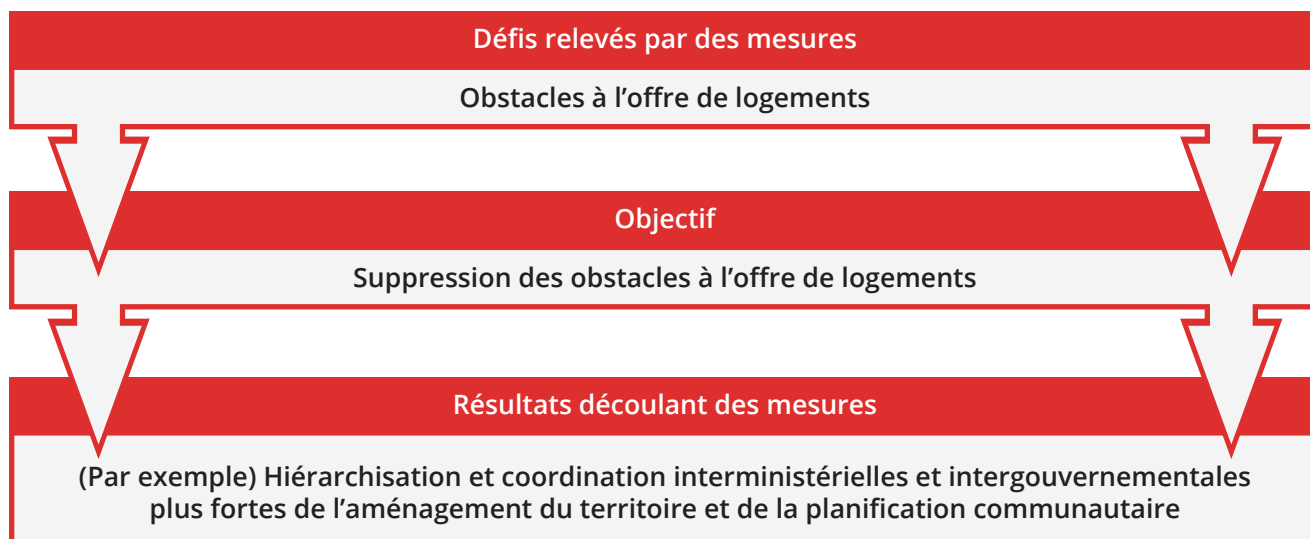 Défis relevés par des mesures
Obstacles à l’offre de logements
Objectif
Suppression des obstacles à l’offre de logements
Résultats découlant des mesures
(Par exemple) Hiérarchisation et coordination interministérielles et intergouvernementales
plus fortes de l’aménagement du territoire et de la planification communautaire